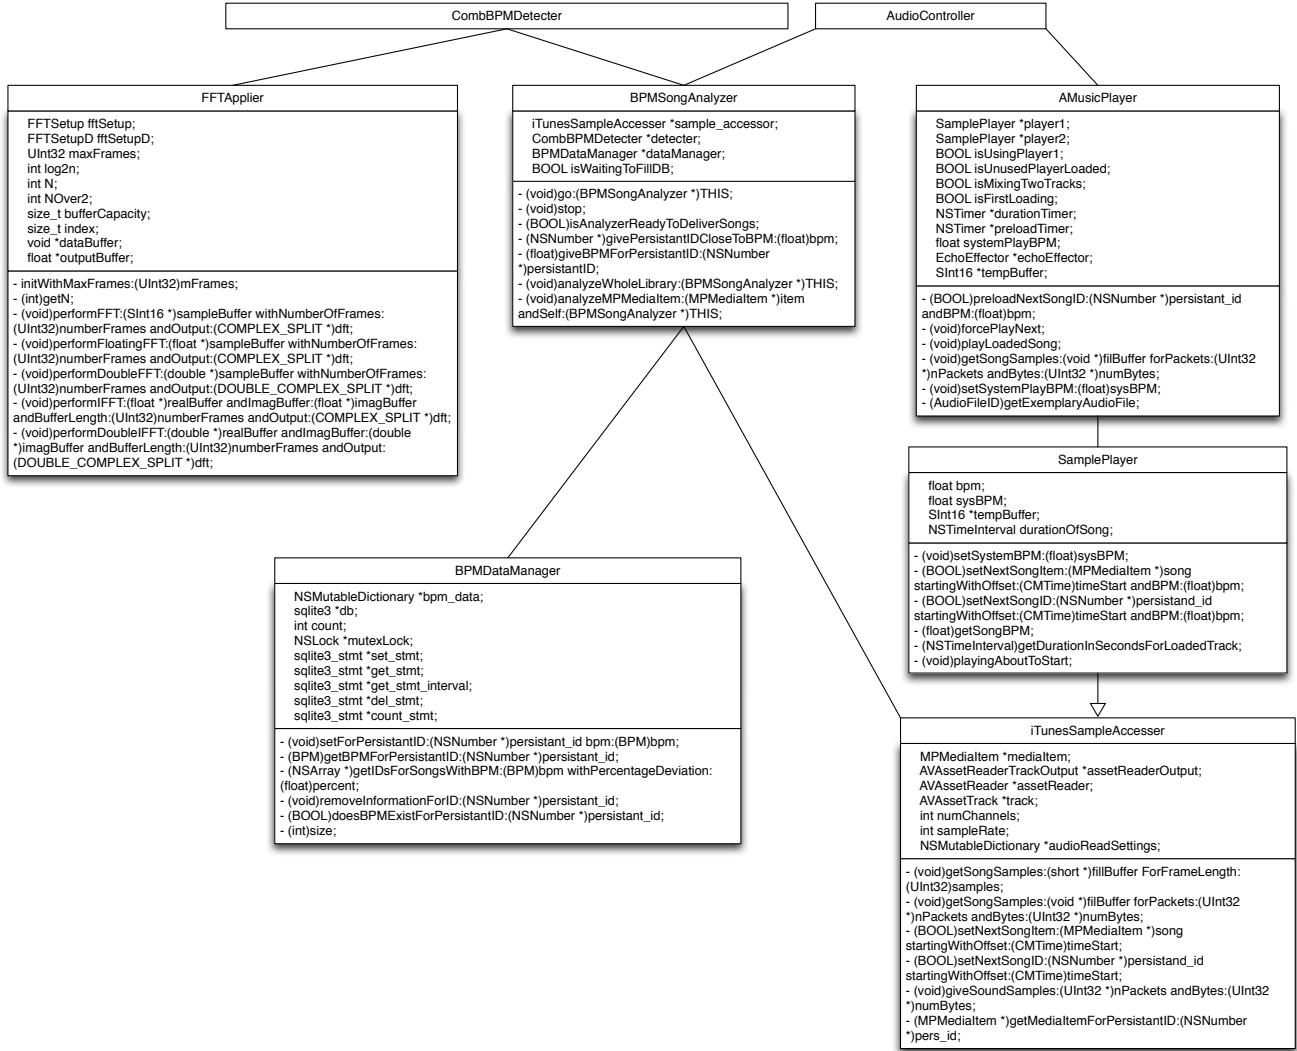 CombBPMDetecter
AudioController
FFTApplier
FFTSetup fftSetup;
FFTSetupD fftSetupD;
UInt32 maxFrames;
int log2n;
int N;
int NOver2;
size_t bufferCapacity;
size_t index;
void *dataBuffer;
float *outputBuffer;
- initWithMaxFrames:(UInt32)mFrames;
- (int)getN;
- (void)performFFT:(SInt16 *)sampleBuffer withNumberOfFrames:
(UInt32)numberFrames andOutput:(COMPLEX_SPLIT *)dft;
- (void)performFloatingFFT:(float *)sampleBuffer withNumberOfFrames:
(UInt32)numberFrames andOutput:(COMPLEX_SPLIT *)dft;
- (void)performDoubleFFT:(double *)sampleBuffer withNumberOfFrames:
(UInt32)numberFrames andOutput:(DOUBLE_COMPLEX_SPLIT *)dft;
- (void)performIFFT:(float *)realBuffer andImagBuffer:(float *)imagBuffer
andBufferLength:(UInt32)numberFrames andOutput:(COMPLEX_SPLIT *)dft;
- (void)performDoubleIFFT:(double *)realBuffer andImagBuffer:(double
*)imagBuffer andBufferLength:(UInt32)numberFrames andOutput:
(DOUBLE_COMPLEX_SPLIT *)dft;
BPMSongAnalyzer
iTunesSampleAccesser *sample_accessor;
CombBPMDetecter *detecter;
BPMDataManager *dataManager;
BOOL isWaitingToFillDB;
- (void)go:(BPMSongAnalyzer *)THIS;
- (void)stop;
- (BOOL)isAnalyzerReadyToDeliverSongs;
- (NSNumber *)givePersistantIDCloseToBPM:(float)bpm;
- (float)giveBPMForPersistantID:(NSNumber
*)persistantID;
- (void)analyzeWholeLibrary:(BPMSongAnalyzer *)THIS;
- (void)analyzeMPMediaItem:(MPMediaItem *)item
andSelf:(BPMSongAnalyzer *)THIS;
AMusicPlayer
SamplePlayer *player1;
SamplePlayer *player2;
BOOL isUsingPlayer1;
BOOL isUnusedPlayerLoaded;
BOOL isMixingTwoTracks;
BOOL isFirstLoading;
NSTimer *durationTimer;
NSTimer *preloadTimer;
float systemPlayBPM;
EchoEffector *echoEffector;
SInt16 *tempBuffer;
- (BOOL)preloadNextSongID:(NSNumber *)persistant_id
andBPM:(float)bpm;
- (void)forcePlayNext;
- (void)playLoadedSong;
- (void)getSongSamples:(void *)filBuffer forPackets:(UInt32
*)nPackets andBytes:(UInt32 *)numBytes;
- (void)setSystemPlayBPM:(float)sysBPM;
- (AudioFileID)getExemplaryAudioFile;
SamplePlayer
float bpm;
float sysBPM;
SInt16 *tempBuffer;
NSTimeInterval durationOfSong;
- (void)setSystemBPM:(float)sysBPM;
- (BOOL)setNextSongItem:(MPMediaItem *)song
startingWithOffset:(CMTime)timeStart andBPM:(float)bpm;
- (BOOL)setNextSongID:(NSNumber *)persistand_id
startingWithOffset:(CMTime)timeStart andBPM:(float)bpm;
- (float)getSongBPM;
- (NSTimeInterval)getDurationInSecondsForLoadedTrack;
- (void)playingAboutToStart;
BPMDataManager
NSMutableDictionary *bpm_data;
sqlite3 *db;
int count;
NSLock *mutexLock;
sqlite3_stmt *set_stmt;
sqlite3_stmt *get_stmt;
sqlite3_stmt *get_stmt_interval;
sqlite3_stmt *del_stmt;
sqlite3_stmt *count_stmt;
- (void)setForPersistantID:(NSNumber *)persistant_id bpm:(BPM)bpm;
- (BPM)getBPMForPersistantID:(NSNumber *)persistant_id;
- (NSArray *)getIDsForSongsWithBPM:(BPM)bpm withPercentageDeviation:
(float)percent;
- (void)removeInformationForID:(NSNumber *)persistant_id;
- (BOOL)doesBPMExistForPersistantID:(NSNumber *)persistant_id;
- (int)size;
iTunesSampleAccesser
MPMediaItem *mediaItem;
AVAssetReaderTrackOutput *assetReaderOutput;
AVAssetReader *assetReader;
AVAssetTrack *track;
int numChannels;
int sampleRate;
NSMutableDictionary *audioReadSettings;
- (void)getSongSamples:(short *)fillBuffer ForFrameLength:
(UInt32)samples;
- (void)getSongSamples:(void *)filBuffer forPackets:(UInt32
*)nPackets andBytes:(UInt32 *)numBytes;
- (BOOL)setNextSongItem:(MPMediaItem *)song
startingWithOffset:(CMTime)timeStart;
- (BOOL)setNextSongID:(NSNumber *)persistand_id
startingWithOffset:(CMTime)timeStart;
- (void)giveSoundSamples:(UInt32 *)nPackets andBytes:(UInt32
*)numBytes;
- (MPMediaItem *)getMediaItemForPersistantID:(NSNumber
*)pers_id;